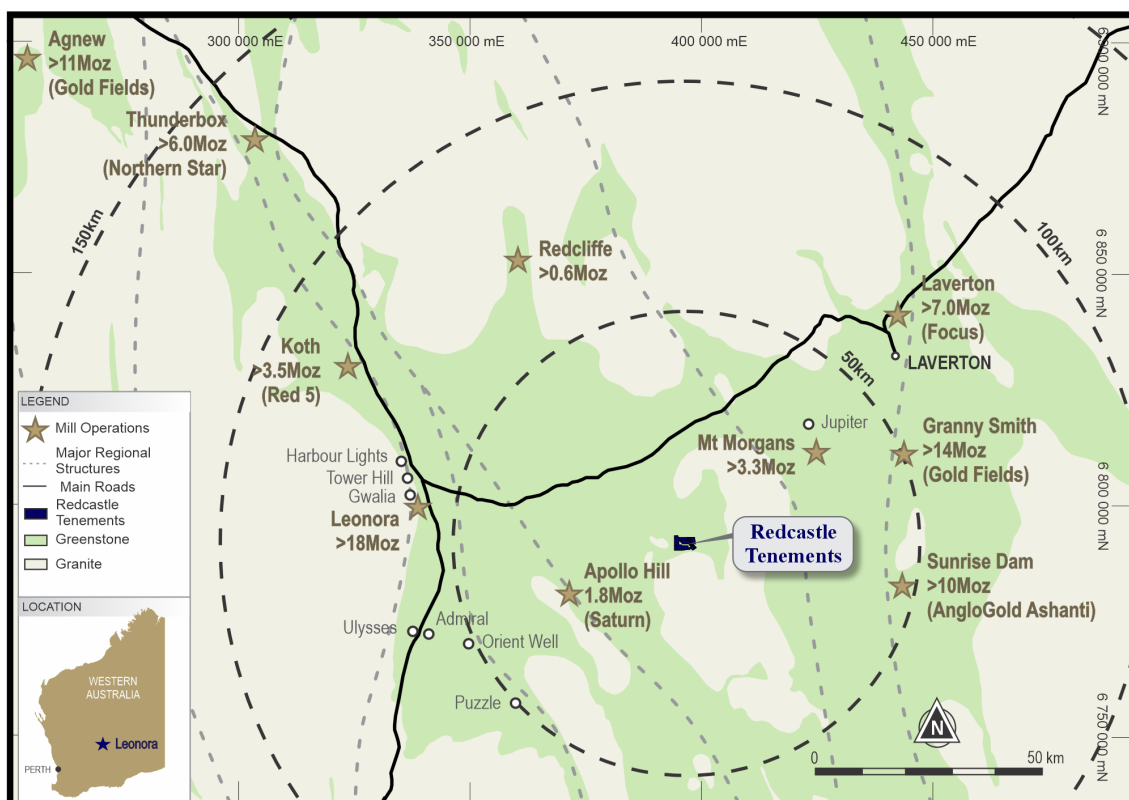 300 000 mE
350 000 mE
400 000 mE
450 000 mE
6 900 000 mN
Agnew
>11Moz
(Gold Fields)
Thunderbox
>6.0Moz
(Northern Star)
150km
100km
Redcliffe
>0.6Moz
6 850 000 mN
Laverton
>7.0Moz
(Focus)
LAVERTON
Koth
>3.5Moz
(Red 5)
50km
Jupiter
Mt Morgans
>3.3Moz
Granny Smith
>14Moz
(Gold Fields)
Harbour Lights
Tower Hill
Gwalia
Leonora
>18Moz
6 800 000 mN
Redcastle
Tenements
Apollo Hill
1.8Moz
(Saturn)
Sunrise Dam
>10Moz
(AngloGold Ashanti)
Ulysses
Admiral
Orient Well
Puzzle
6 750 000 mN
N
0
50 km
LEGEND
Mill Operations
Major Regional
Structures
Main Roads
Redcastle
Tenements
Greenstone
Granite
LOCATION
WESTERN
AUSTRALIA
Leonora
PERTH